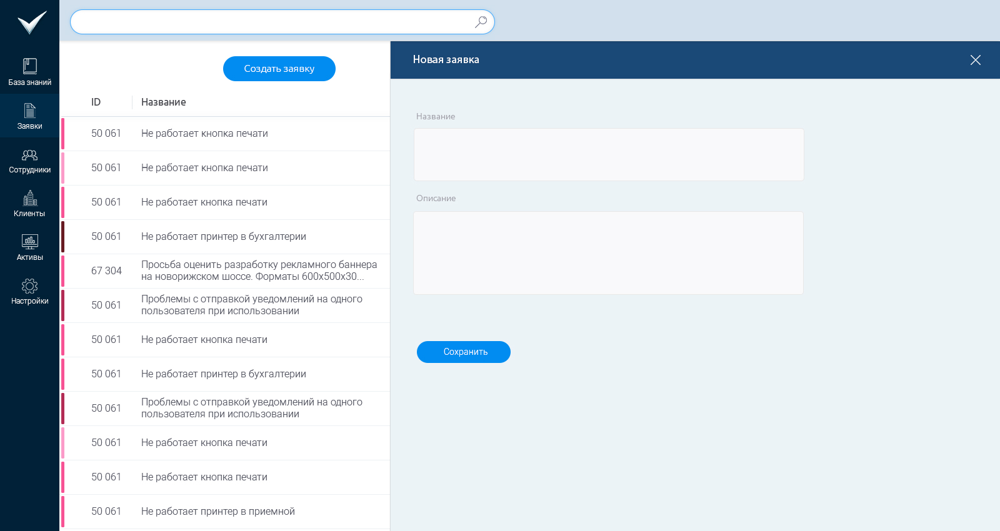 База знаний
Заявки
Сотрудники
Клиенты
Активы
Настройки
Создать заявку
ID Название
50 061 Не работает кнопка печати
50 061 Не работает кнопка печати
50 061 Не работает кнопка печати
50 061 Не работает принтер в бухгалтерии
67 304 Просьба оценить разработку рекламного баннера
на новорижском шоссе. Форматы 600х500х30...
50 061 Проблемы с отправкой уведомлений на одного
пользователя при использовании
50 061 Не работает кнопка печати
50 061 Не работает принтер в бухгалтерии
50 061 Проблемы с отправкой уведомлений на одного
пользователя при использовании
50 061 Не работает кнопка печати
50 061 Не работает кнопка печати
50 061 Не работает принтер в приемной
Новая заявка
Название
Описание
Сохранить